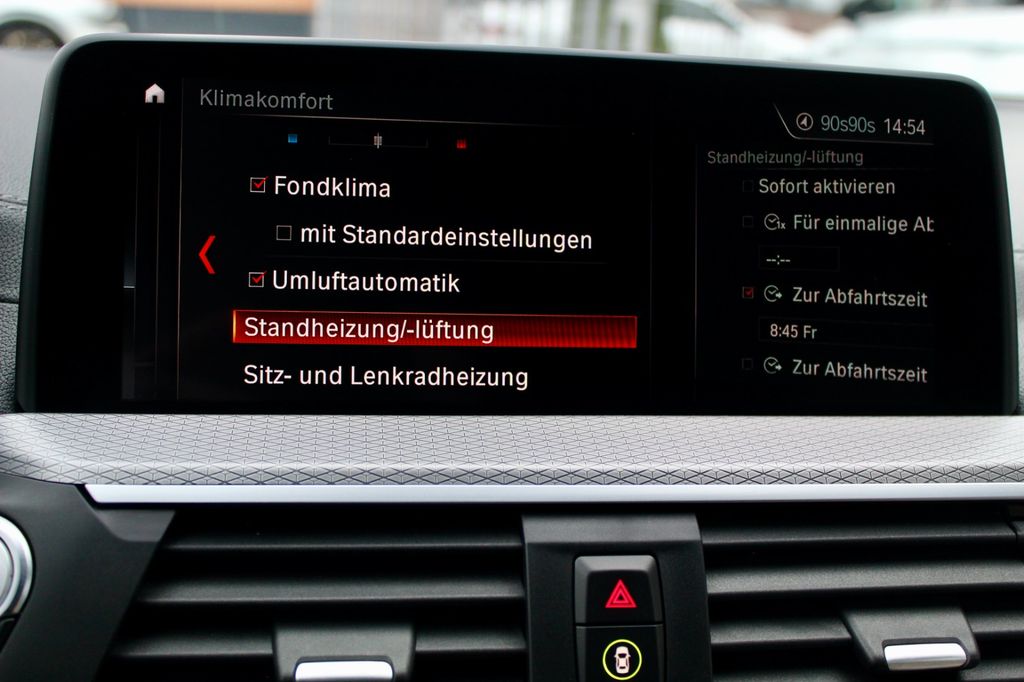 Klimakomfort
90s90s 14:54
Fondklima
mit Standardeinstellungen
Umluftautomatik
Standheizung/-lüftung
Sitz- und Lenkradheizung
Standheizung/-lüftung
Sofort aktivieren
1x Für einmalige Ab
--:--
Zur Abfahrtszeit
8:45 Fr
Zur Abfahrtszeit